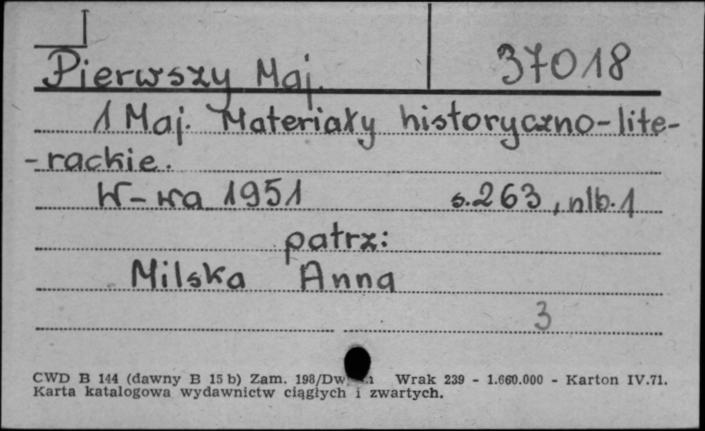 Pierwszy Maj. 37018
1 Maj. Materiały historyczno-lite-
-rackie.
W-wa 1951 s.263, nlb.1
patrz:
Milska Anna
3
CWD B 144 (dawny B 15 b) Zam. 198/Dw Wrak 239 - 1.660.000 - Karton IV.71.
Karta katalogowa wydawnictw ciągłych i zwartych.